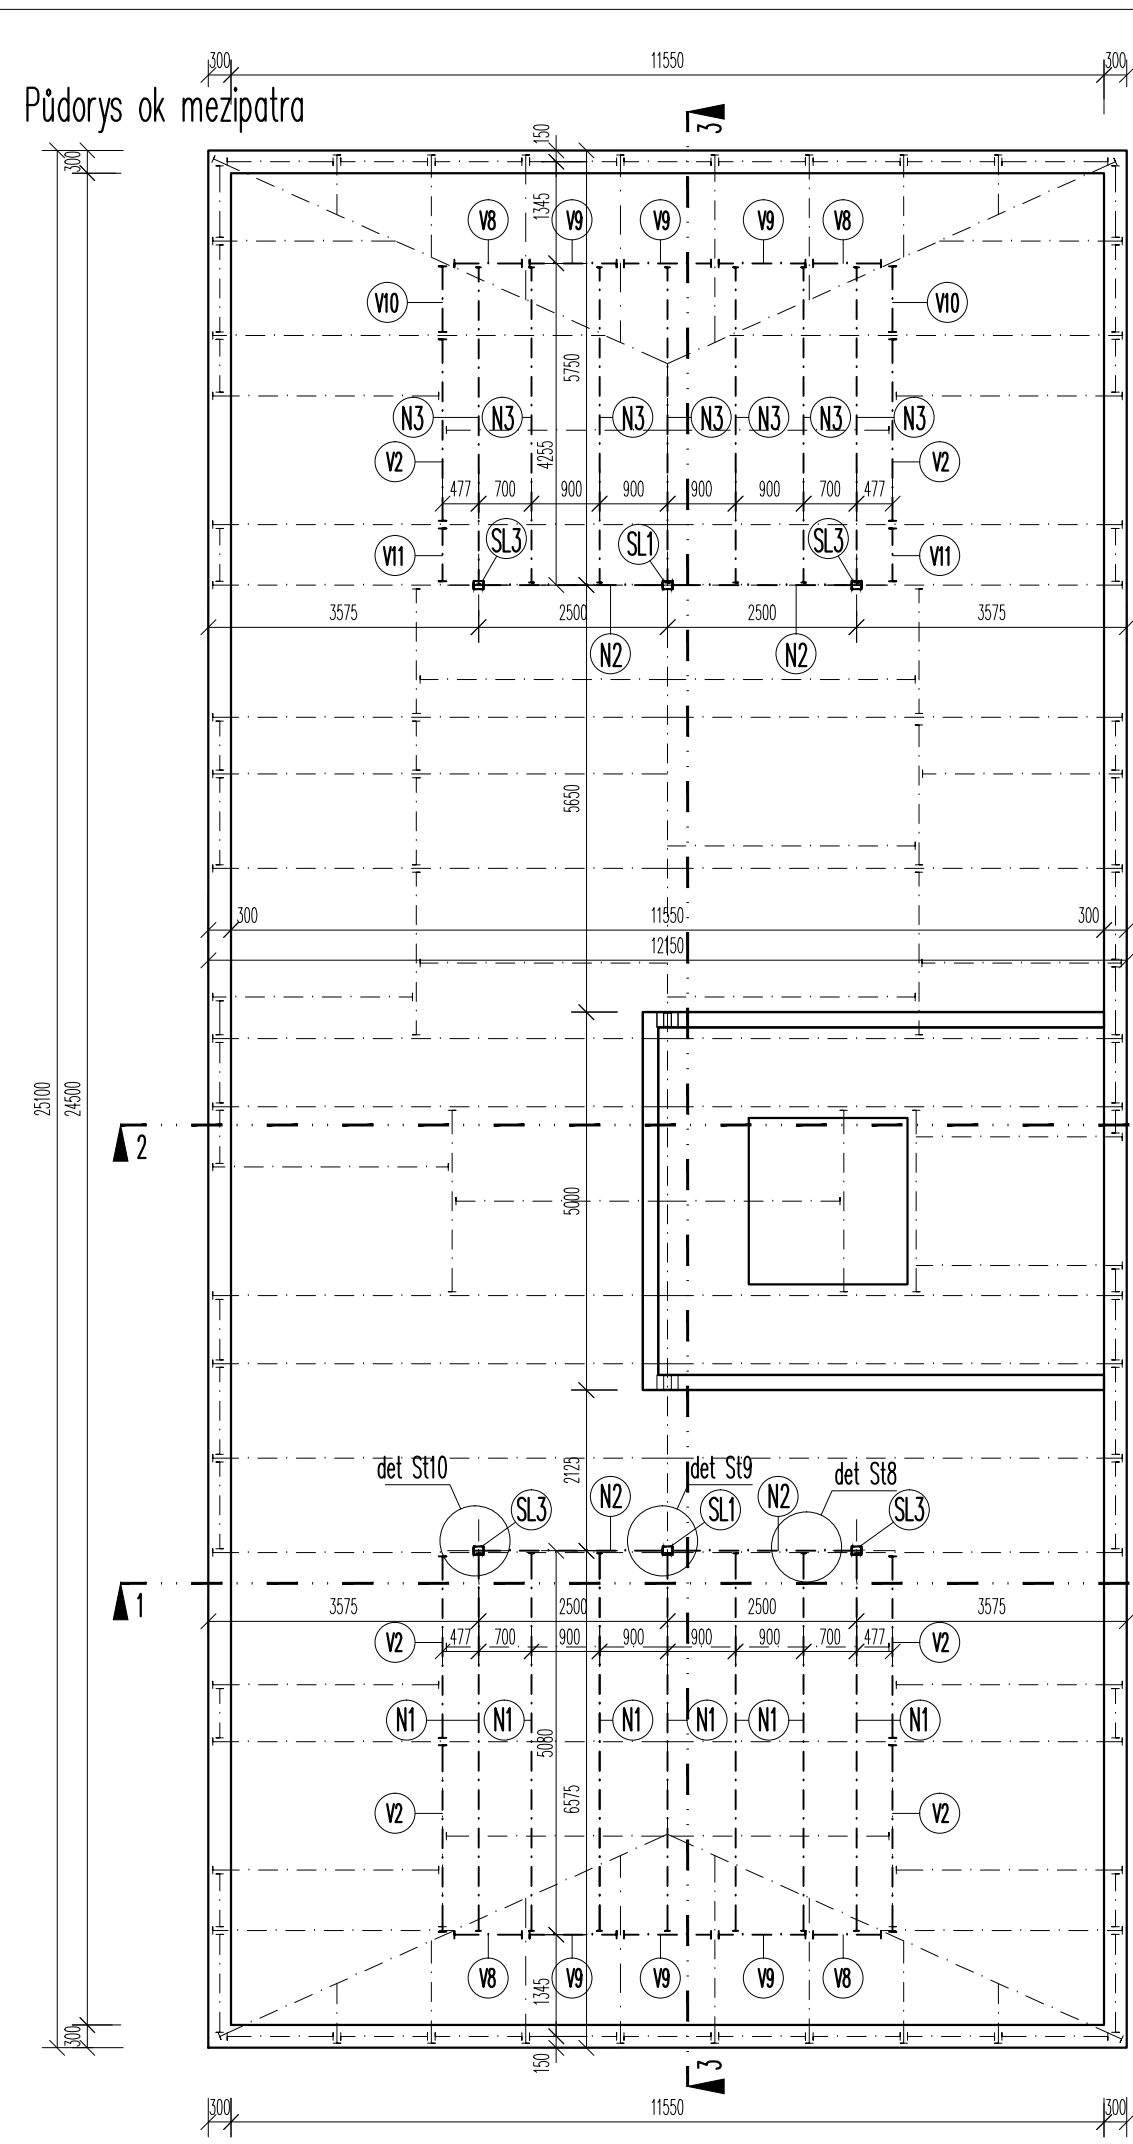 300 11550 300
Půdorys ok mezipatra
3
150
300
1345
V8 V9 V9 V9 V8
V10 V10
5750
N3 N3 N3 N3 N3 N3 N3
4255
V2 V2
477 700 900 900 900 900 700 477
SL3 SL1 SL3
V11 V11
3575 2500 2500 3575
N2 N2
5650
300 11550 300
12150
25100
24500
2
5000
2125
det St10 det St9 det St8
N2 N2
SL3 SL1 SL3
1
3575 2500 2500 3575
477 700 900 900 900 900 700 477
V2 V2
N1 N1 N1 N1 N1 N1
5080
6575
V2 V2
V8 V9 V9 V9 V8
1345
300
150
3
300 11550 300